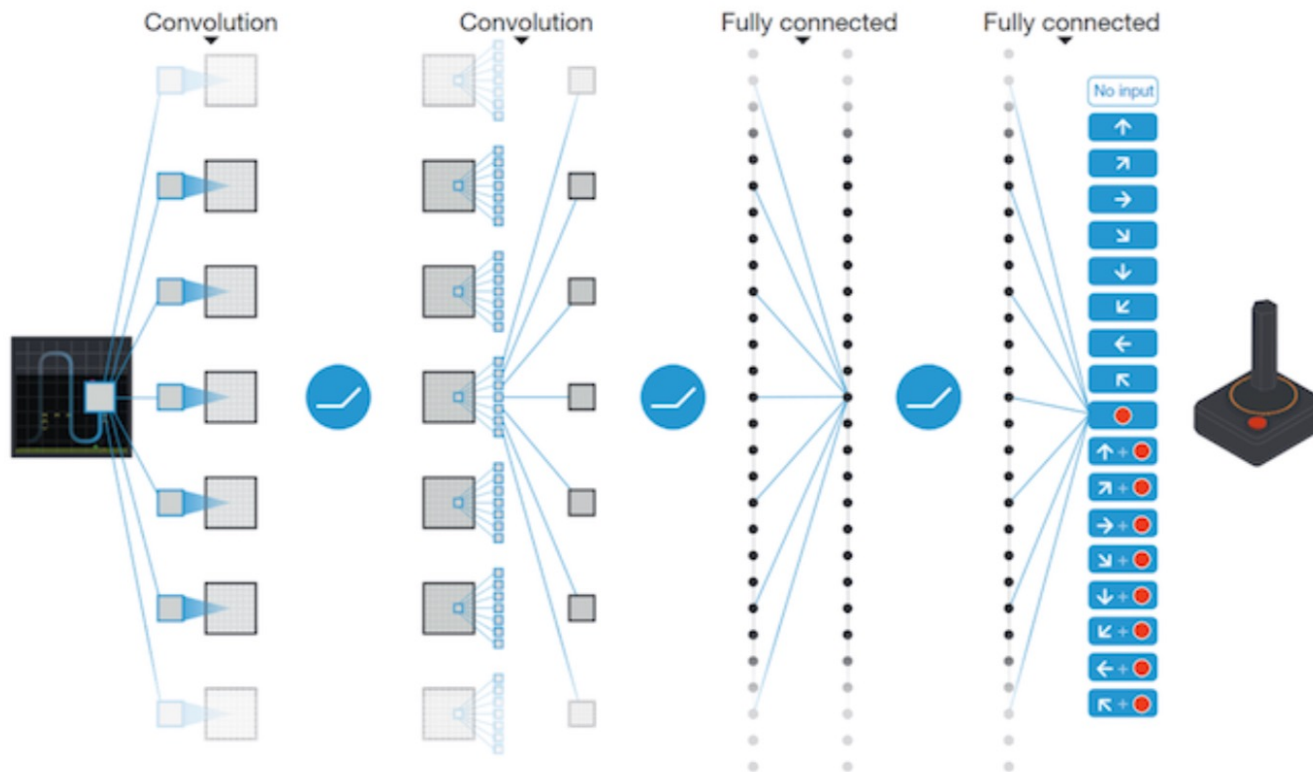 Convolution
Convolution
Fully connected
Fully connected
No input
+
+
+
+
+
+
+
+